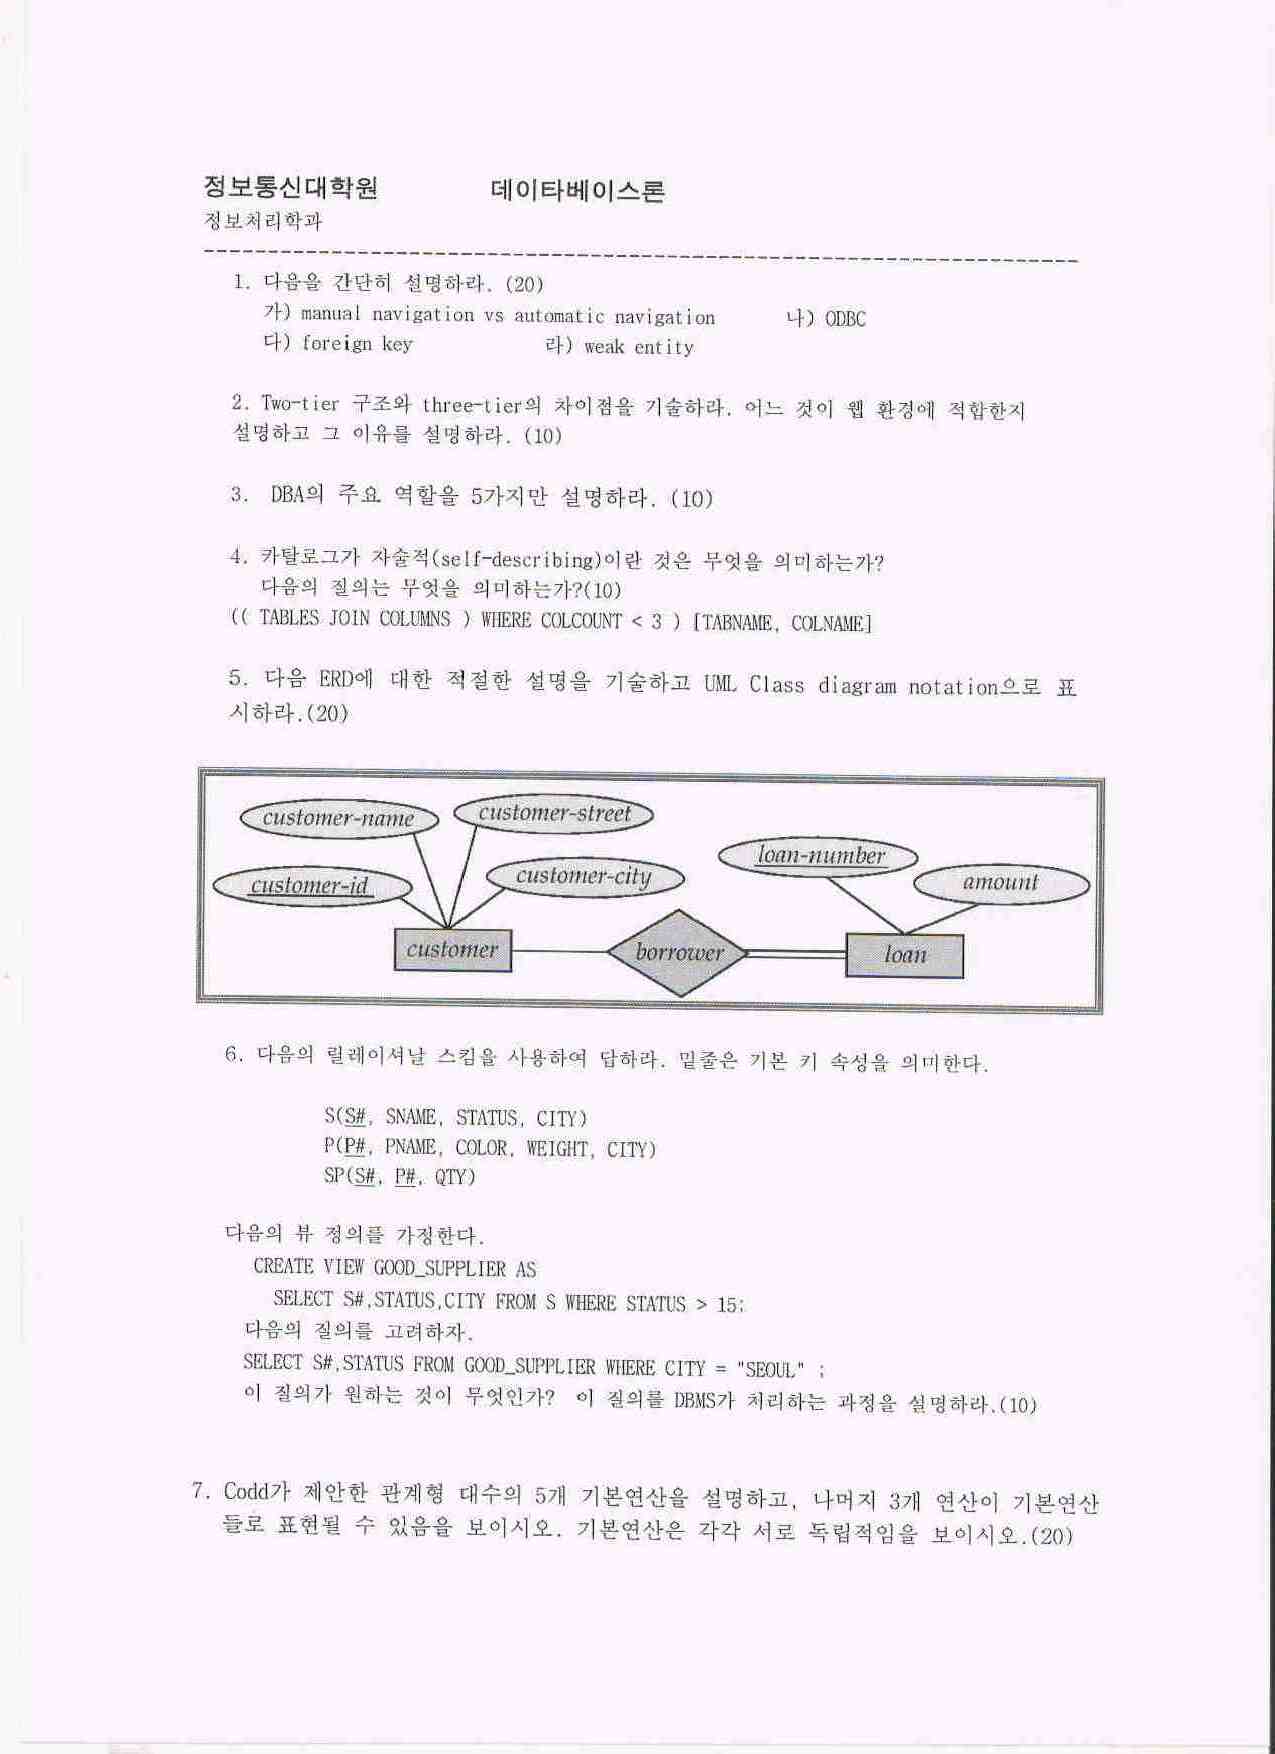 정보통신대학원 데이타베이스론
정보처리학과
1. 다음을 간단히 설명하라. (20)
가) manual navigation vs automatic navigation 나) ODBC
다) foreign key 라) weak entity
2. Two-tier 구조와 three-tier의 차이점을 기술하라. 어느 것이 웹 환경에 적합한지
설명하고 그 이유를 설명하라. (10)
3. DBA의 주요 역할을 5가지만 설명하라. (10)
4. 카탈로그가 자술적(self-describing)이란 것은 무엇을 의미하는가?
다음의 질의는 무엇을 의미하는가?(10)
(( TABLES JOIN COLUMNS ) WHERE COLCOUNT < 3 ) [TABNAME, COLNAME]
5. 다음 ERD에 대한 적절한 설명을 기술하고 UML Class diagram notation으로 표
시하라.(20)
customer-name customer-street
loan-number
customer-id customer-city amount
customer borrower loan
6. 다음의 릴레이셔날 스킴을 사용하여 답하라. 밑줄은 기본 키 속성을 의미한다.
S(S#, SNAME, STATUS, CITY)
P(P#, PNAME, COLOR, WEIGHT, CITY)
SP(S#, P#, QTY)
다음의 뷰 정의를 가정한다.
CREATE VIEW GOOD_SUPPLIER AS
SELECT S#,STATUS,CITY FROM S WHERE STATUS > 15;
다음의 질의를 고려하자.
SELECT S#,STATUS FROM GOOD_SUPPLIER WHERE CITY = "SEOUL" ;
이 질의가 원하는 것이 무엇인가? 이 질의를 DBMS가 처리하는 과정을 설명하라.(10)
7. Codd가 제안한 관계형 대수의 5개 기본연산을 설명하고, 나머지 3개 연산이 기본연산
들로 표현될 수 있음을 보이시오. 기본연산은 각각 서로 독립적임을 보이시오.(20)